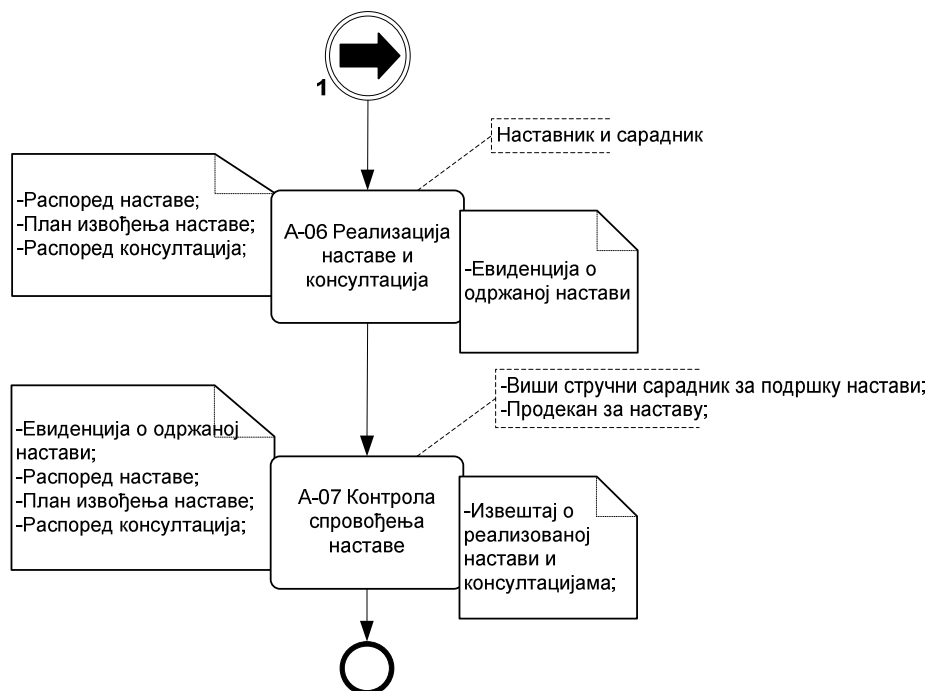 1
Наставник и сарадник
-Распоред наставе;
-План извођења наставе;
-Распоред консултација;
А-06 Реализација
наставе и
консултација
-Евиденција о
одржаној настави
-Виши стручни сарадник за подршку настави;
-Продекан за наставу;
-Евиденција о одржаној
настави;
-Распоред наставе;
-План извођења наставе;
-Распоред консултација;
А-07 Контрола
спровођења
наставе
-Извештај о
реализованој
настави и
консултацијама;